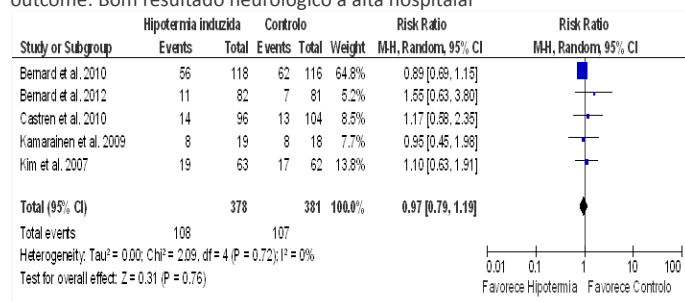 outcome: Bom resultado neurológico à alta hospitalar
Hipotermia induzida Controlo Risk Ratio Risk Ratio
Study or Subgroup Events Total Events Total Weight M-H, Random, 95% CI M-H, Random, 95% CI
Bernard et al. 2010 56 118 62 116 64.8% 0.89 [0.69, 1.15]
Bernard et al. 2012 11 82 7 81 5.2% 1.55 [0.63, 3.80]
Castren et al. 2010 14 96 13 104 8.5% 1.17 [0.58, 2.35]
Kamarainen et al. 2009 8 19 8 18 7.7% 0.95 [0.45, 1.98]
Kim et al. 2007 19 63 17 62 13.8% 1.10 [0.63, 1.91]
Total (95% CI) 378 381 100.0% 0.97 [0.79, 1.19]
Total events 108 107
Heterogeneity: Tau² = 0.00; Chi² = 2.09, df = 4 (P = 0.72); I² = 0%
Test for overall effect: Z = 0.31 (P = 0.76)
0.01 0.1 1 10 100
Favorece Hipotermia Favorece Controlo